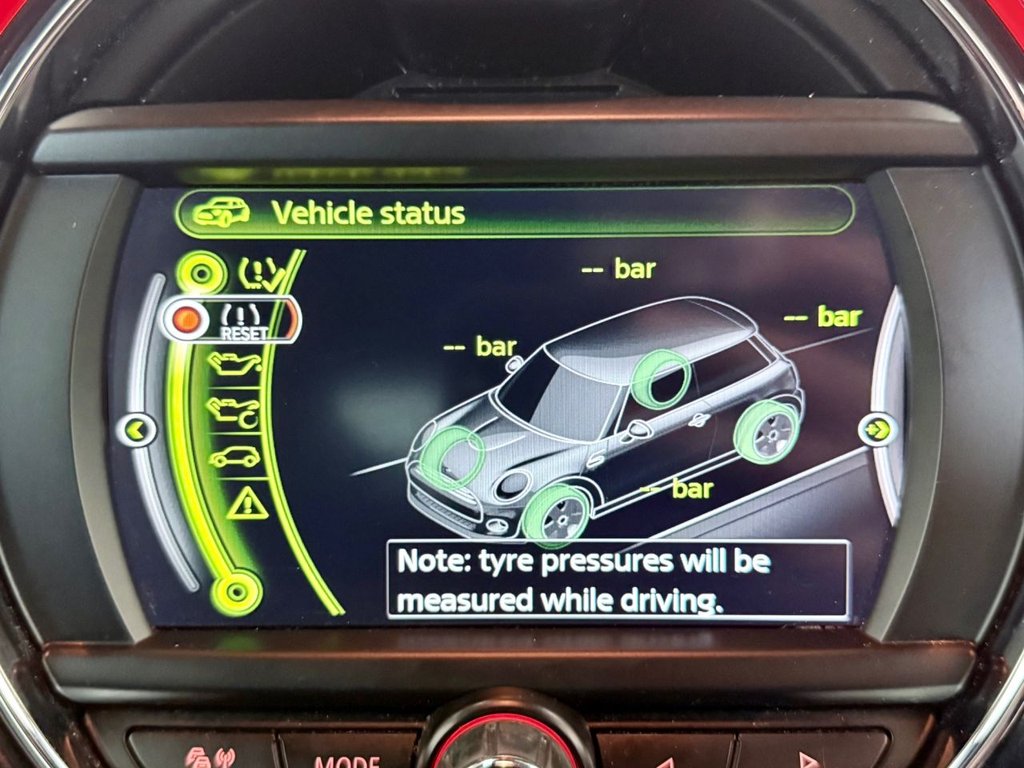 Vehicle status
-- bar
-- bar
RESET
-- bar
-- bar
Note: tyre pressures will be
measured while driving.
MODE